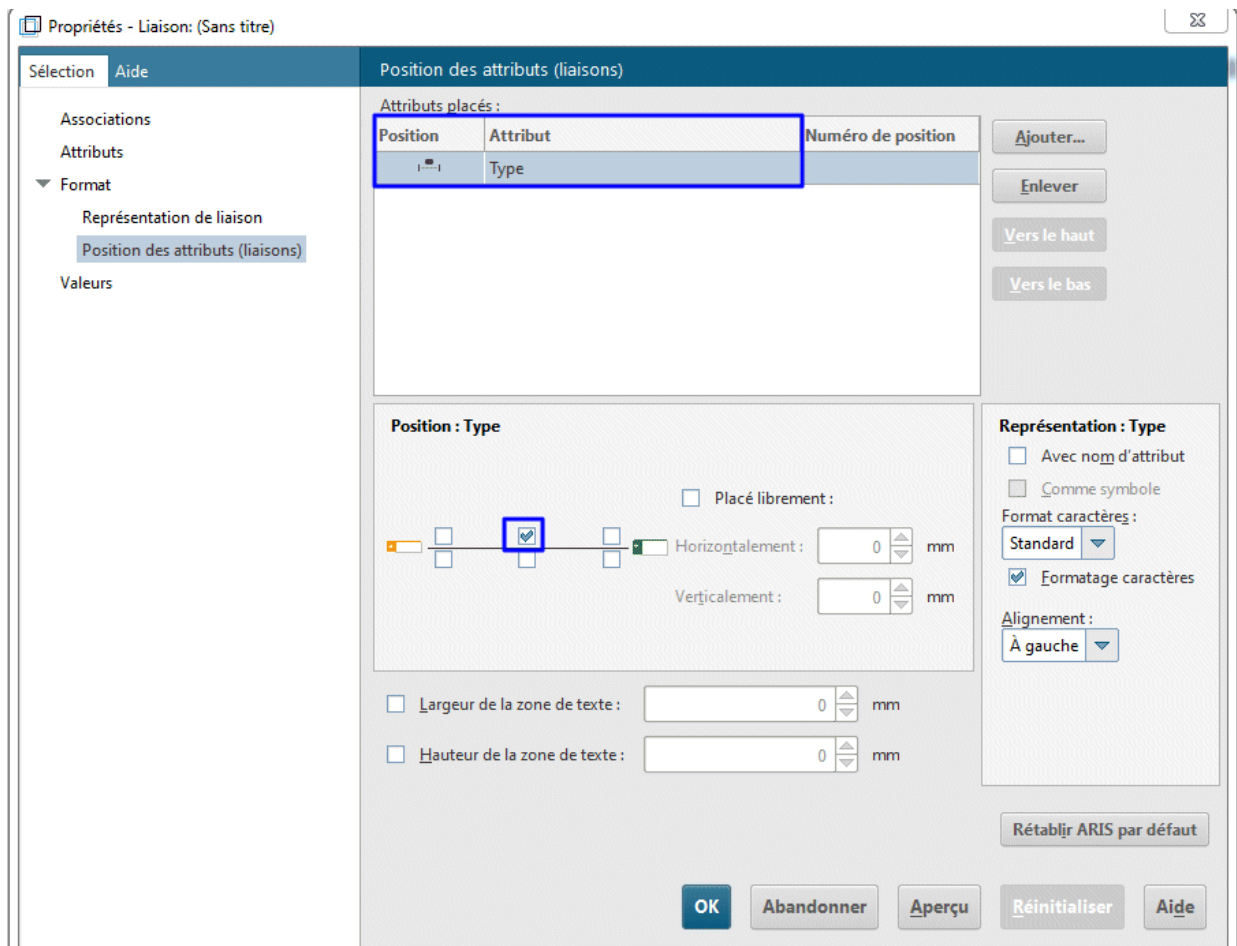 Propriétés - Liaison: (Sans titre)
Sélection Aide
Associations
Attributs
Format
Représentation de liaison
Position des attributs (liaisons)
Valeurs
Position des attributs (liaisons)
Attributs placés :
Position Attribut Numéro de position
Type
Ajouter...
Enlever
Vers le haut
Vers le bas
Position : Type
Placé librement :
Horizontalement : 0 mm
Verticalement : 0 mm
Largeur de la zone de texte : 0 mm
Hauteur de la zone de texte : 0 mm
Représentation : Type
Avec nom d'attribut
Comme symbole
Format caractères :
Standard
Formatage caractères
Alignement :
À gauche
Rétablir ARIS par défaut
OK Abandonner Aperçu Réinitialiser Aide